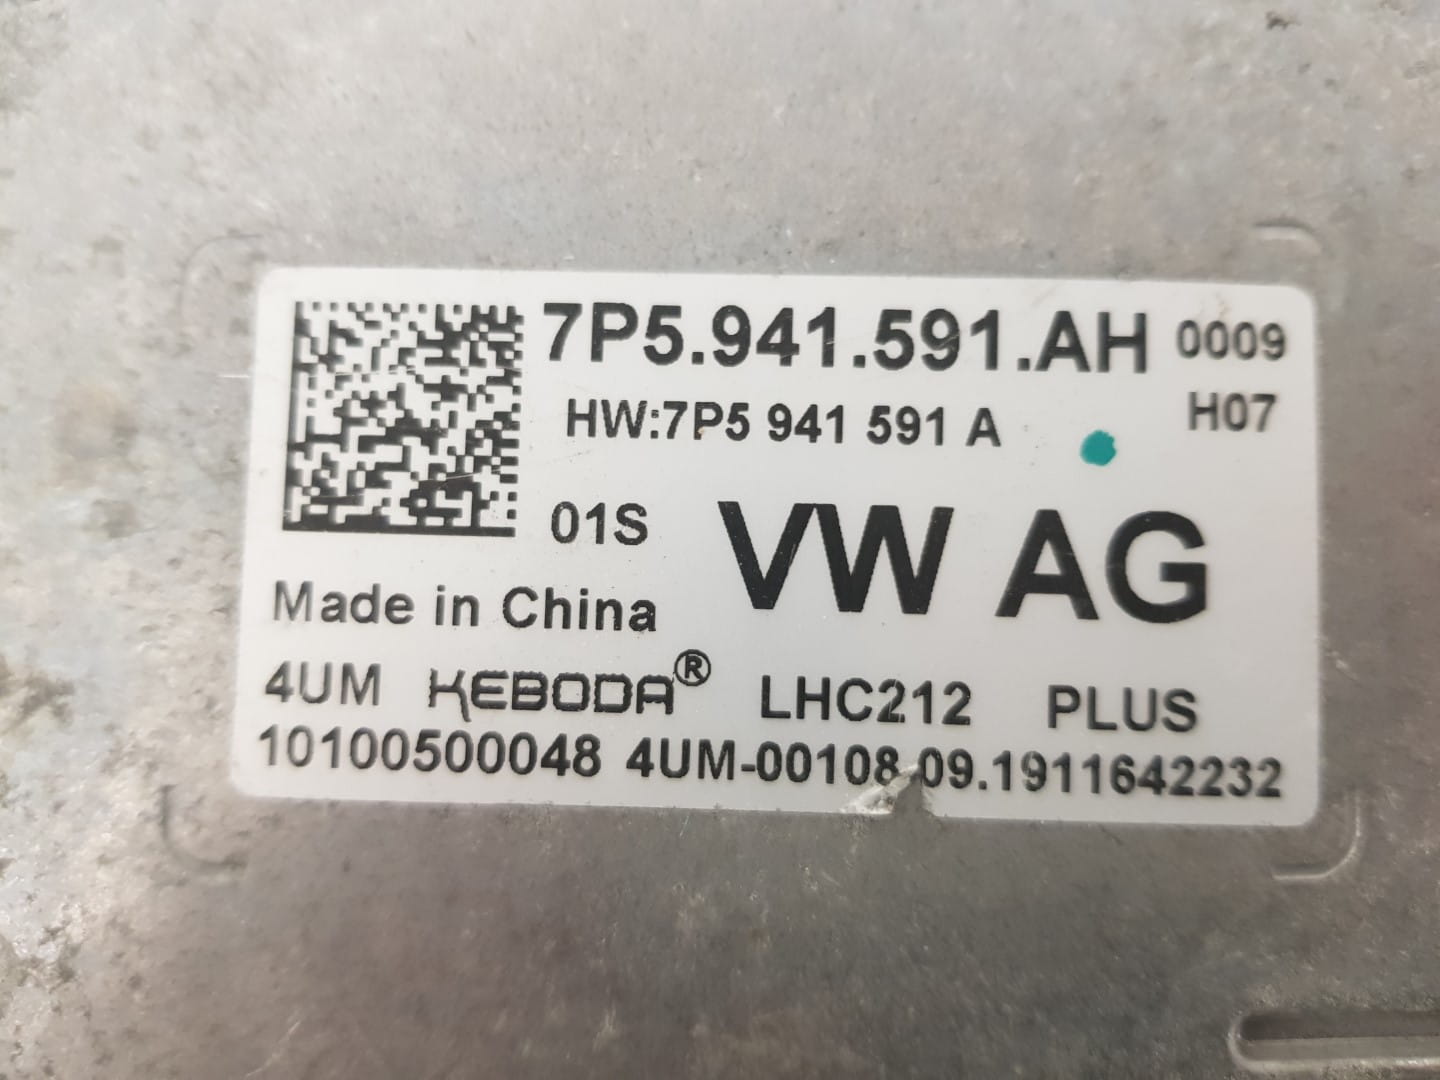 7P5.941.591.AH 0009
HW:7P5 941 591 A H07
01S VW AG
Made in China
4UM KEBODA® LHC212 PLUS
10100500048 4UM-00108 09.1911642232